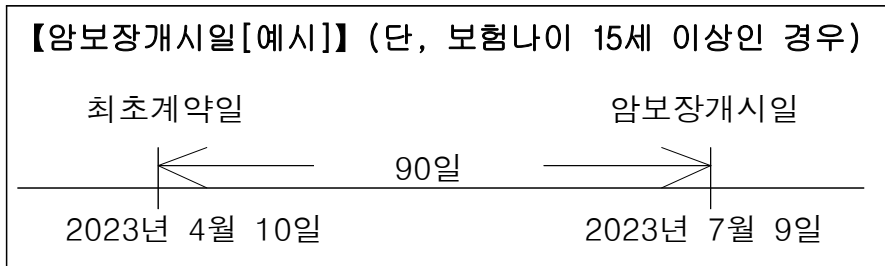 【암보장개시일[예시]】(단, 보험나이 15세 이상인 경우)
최초계약일 암보장개시일
90일
2023년 4월 10일 2023년 7월 9일